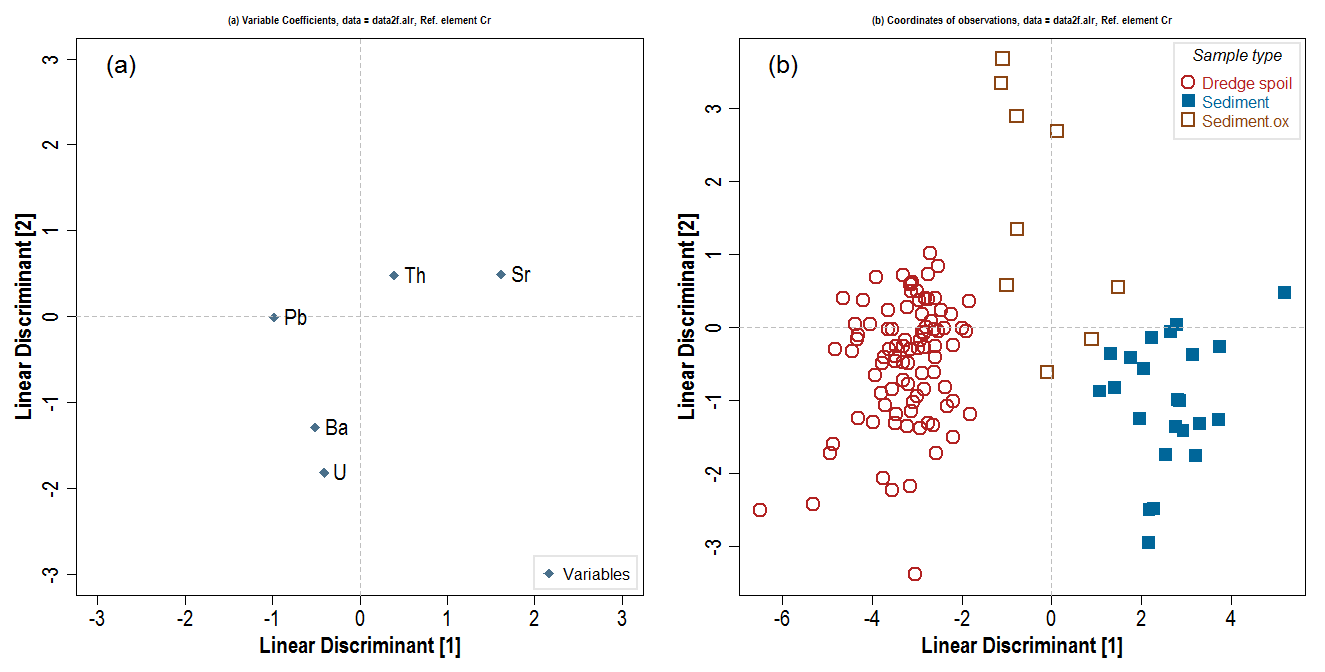 (a) Variable Coefficients, data = data2f.alr, Ref. element Cr
(a)
3
2
1
0
-1
-2
-3
Linear Discriminant [2]
Th
Sr
Pb
Ba
U
Variables
-3
-2
-1
0
1
2
3
Linear Discriminant [1]
(b) Coordinates of observations, data = data2f.alr, Ref. element Cr
(b)
Sample type
Dredge spoil
Sediment
Sediment.ox
3
2
1
0
-1
-2
-3
Linear Discriminant [2]
-6
-4
-2
0
2
4
Linear Discriminant [1]